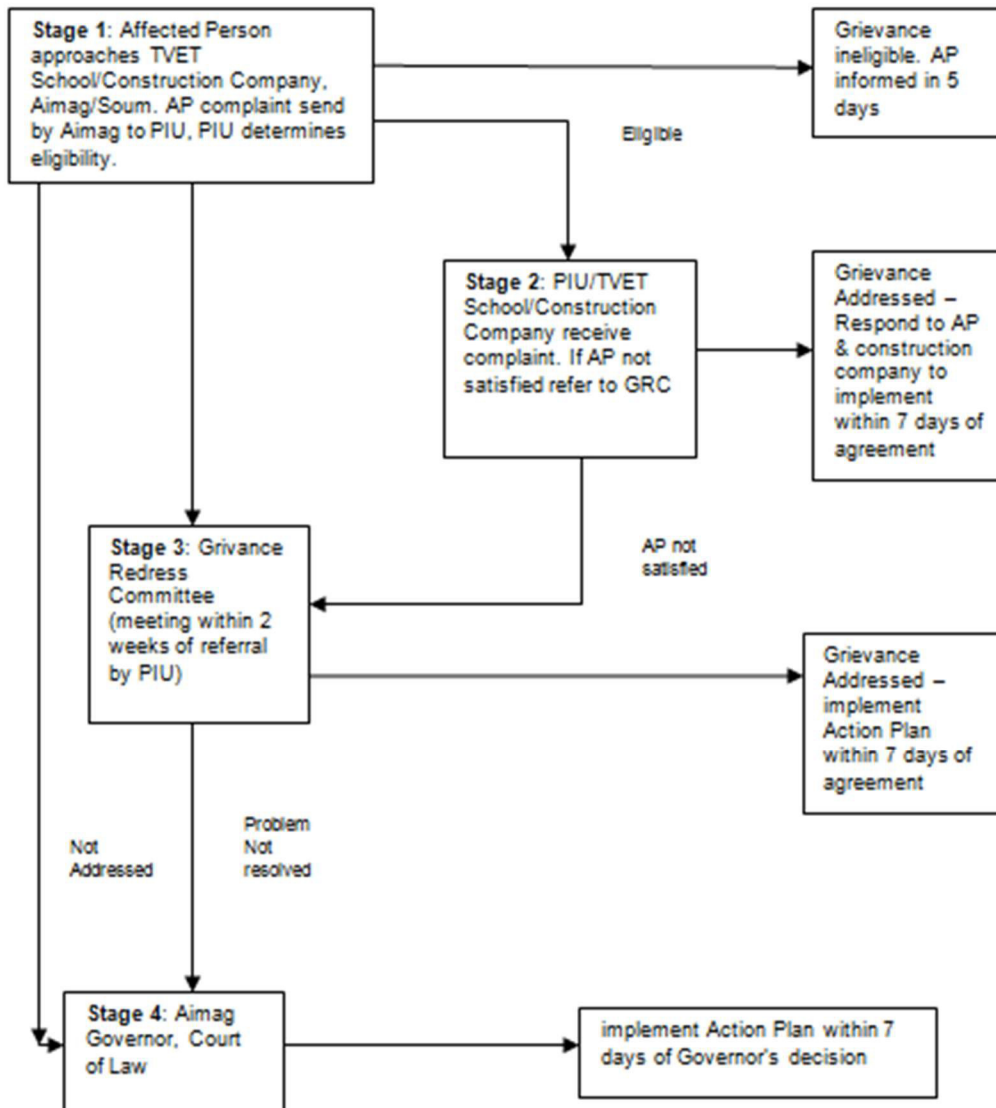 Stage 1: Affected Person
approaches TVET
School/Construction Company,
Aimag/Soum. AP complaint send
by Aimag to PIU, PIU determines
eligibility.
Grievance
ineligible. AP
informed in 5
days
Eligible
Stage 2: PIU/TVET
School/Construction
Company receive
complaint. If AP not
satisfied refer to GRC
Grievance
Addressed –
Respond to AP
& construction
company to
implement
within 7 days of
agreement
Stage 3: Grivance
Redress
Committee
(meeting within 2
weeks of referral
by PIU)
AP not
satisfied
Grievance
Addressed –
implement
Action Plan
within 7 days of
agreement
Not
Addressed
Problem
Not
resolved
Stage 4: Aimag
Governor, Court
of Law
implement Action Plan within 7
days of Governor's decision